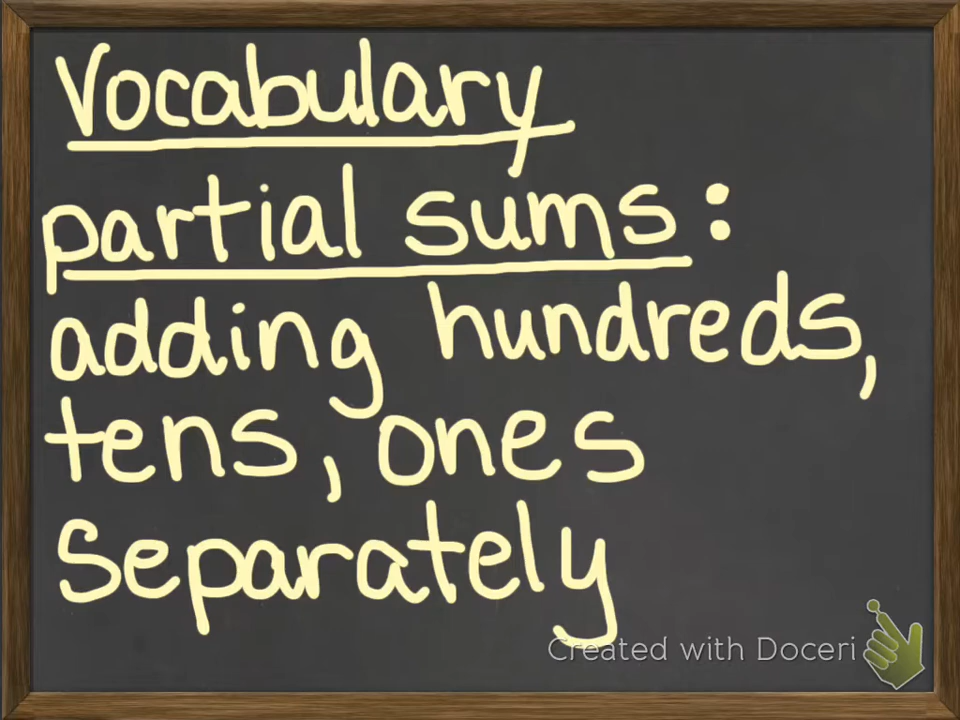 Vocabulary
partial sums:
adding hundreds,
tens, ones
separately
Created with Doceri